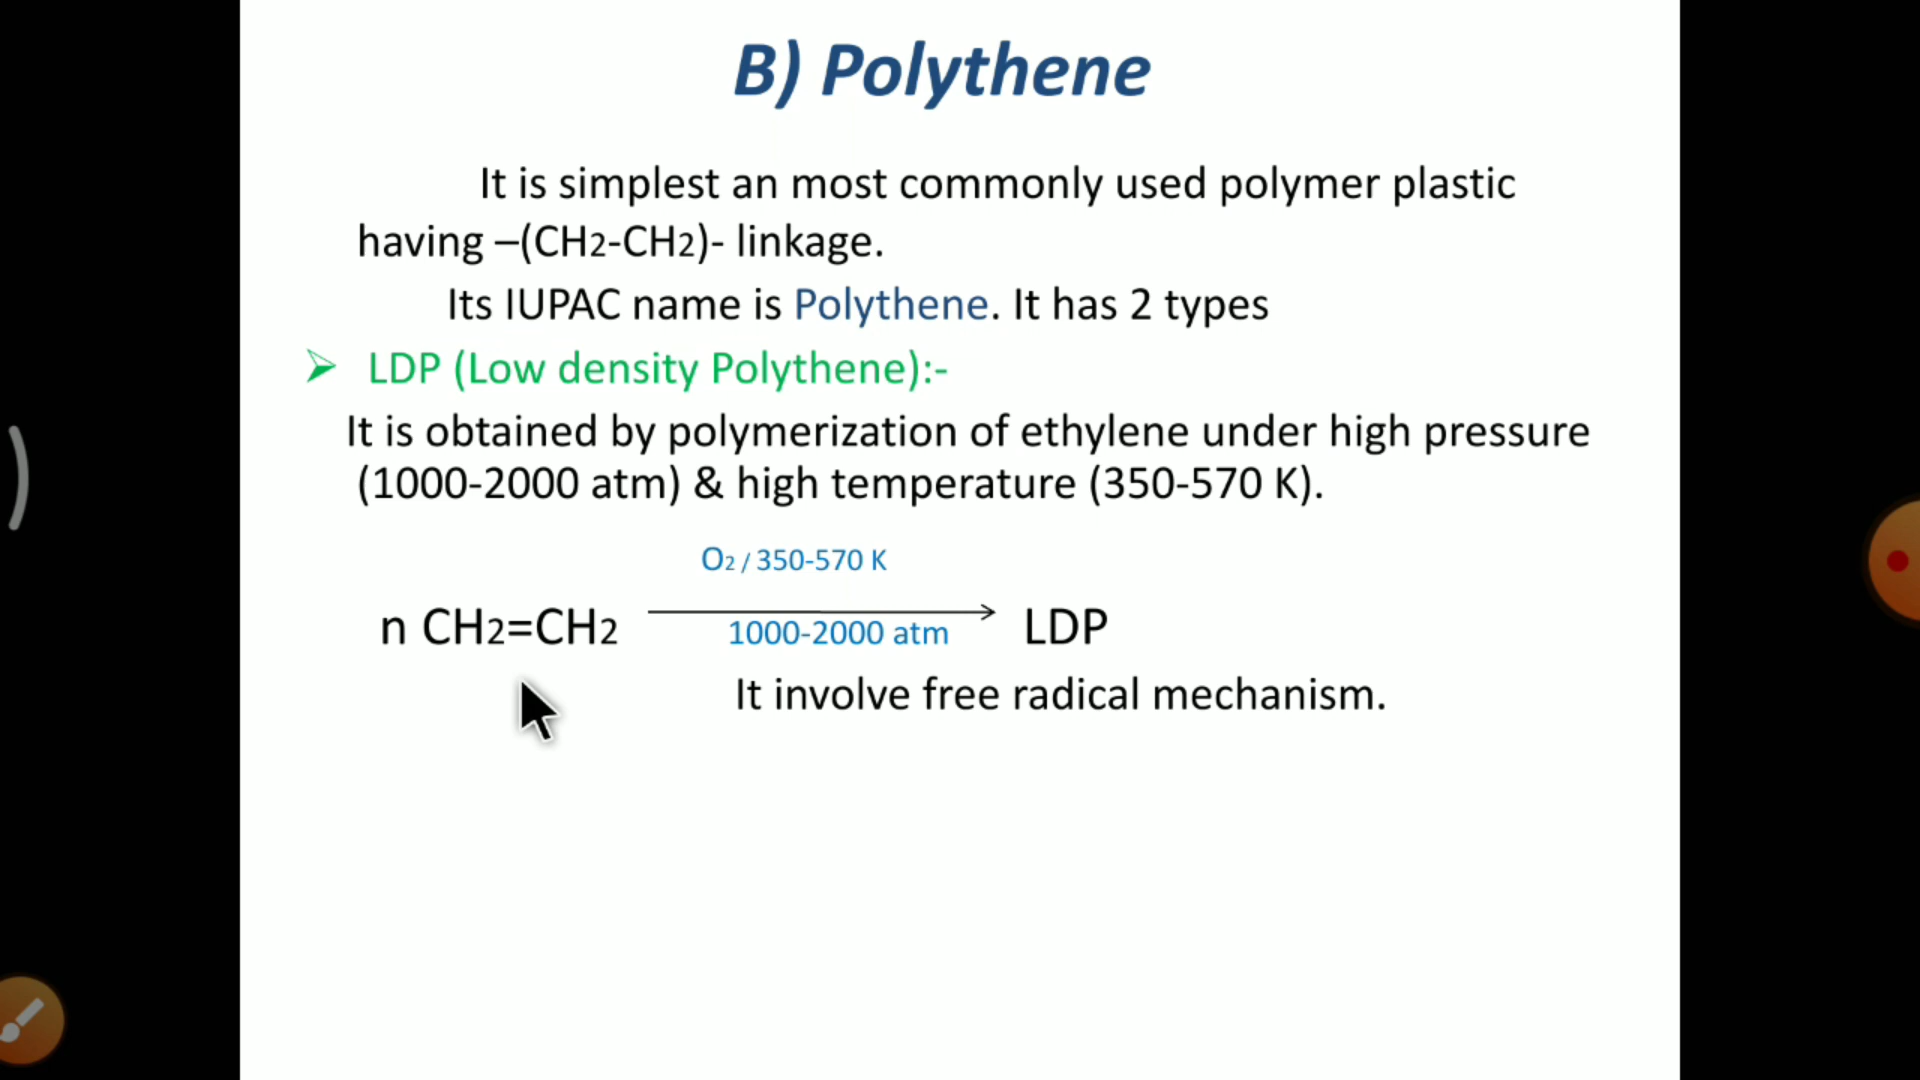 B) Polythene
It is simplest an most commonly used polymer plastic
having –(CH2-CH2)- linkage.
Its IUPAC name is Polythene. It has 2 types
➢ LDP (Low density Polythene):-
It is obtained by polymerization of ethylene under high pressure
(1000-2000 atm) & high temperature (350-570 K).
O2 / 350-570 K
n CH2=CH2 → LDP
1000-2000 atm
It involve free radical mechanism.